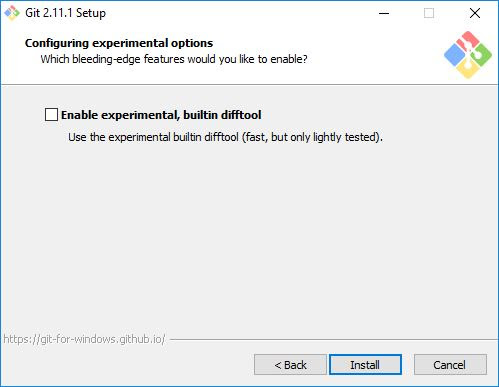 Git 2.11.1 Setup
Configuring experimental options
Which bleeding-edge features would you like to enable?
Enable experimental, builtin difftool
Use the experimental builtin difftool (fast, but only lightly tested).
https://git-for-windows.github.io/
< Back
Install
Cancel